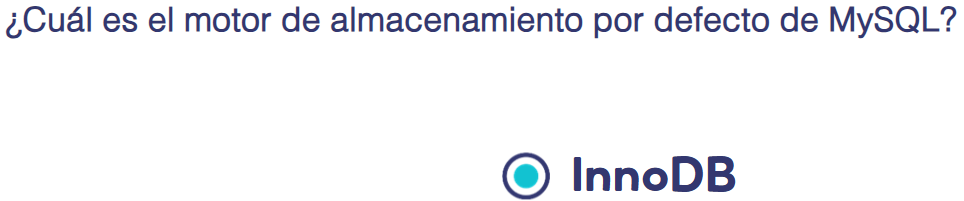 ¿Cuál es el motor de almacenamiento por defecto de MySQL?
InnoDB